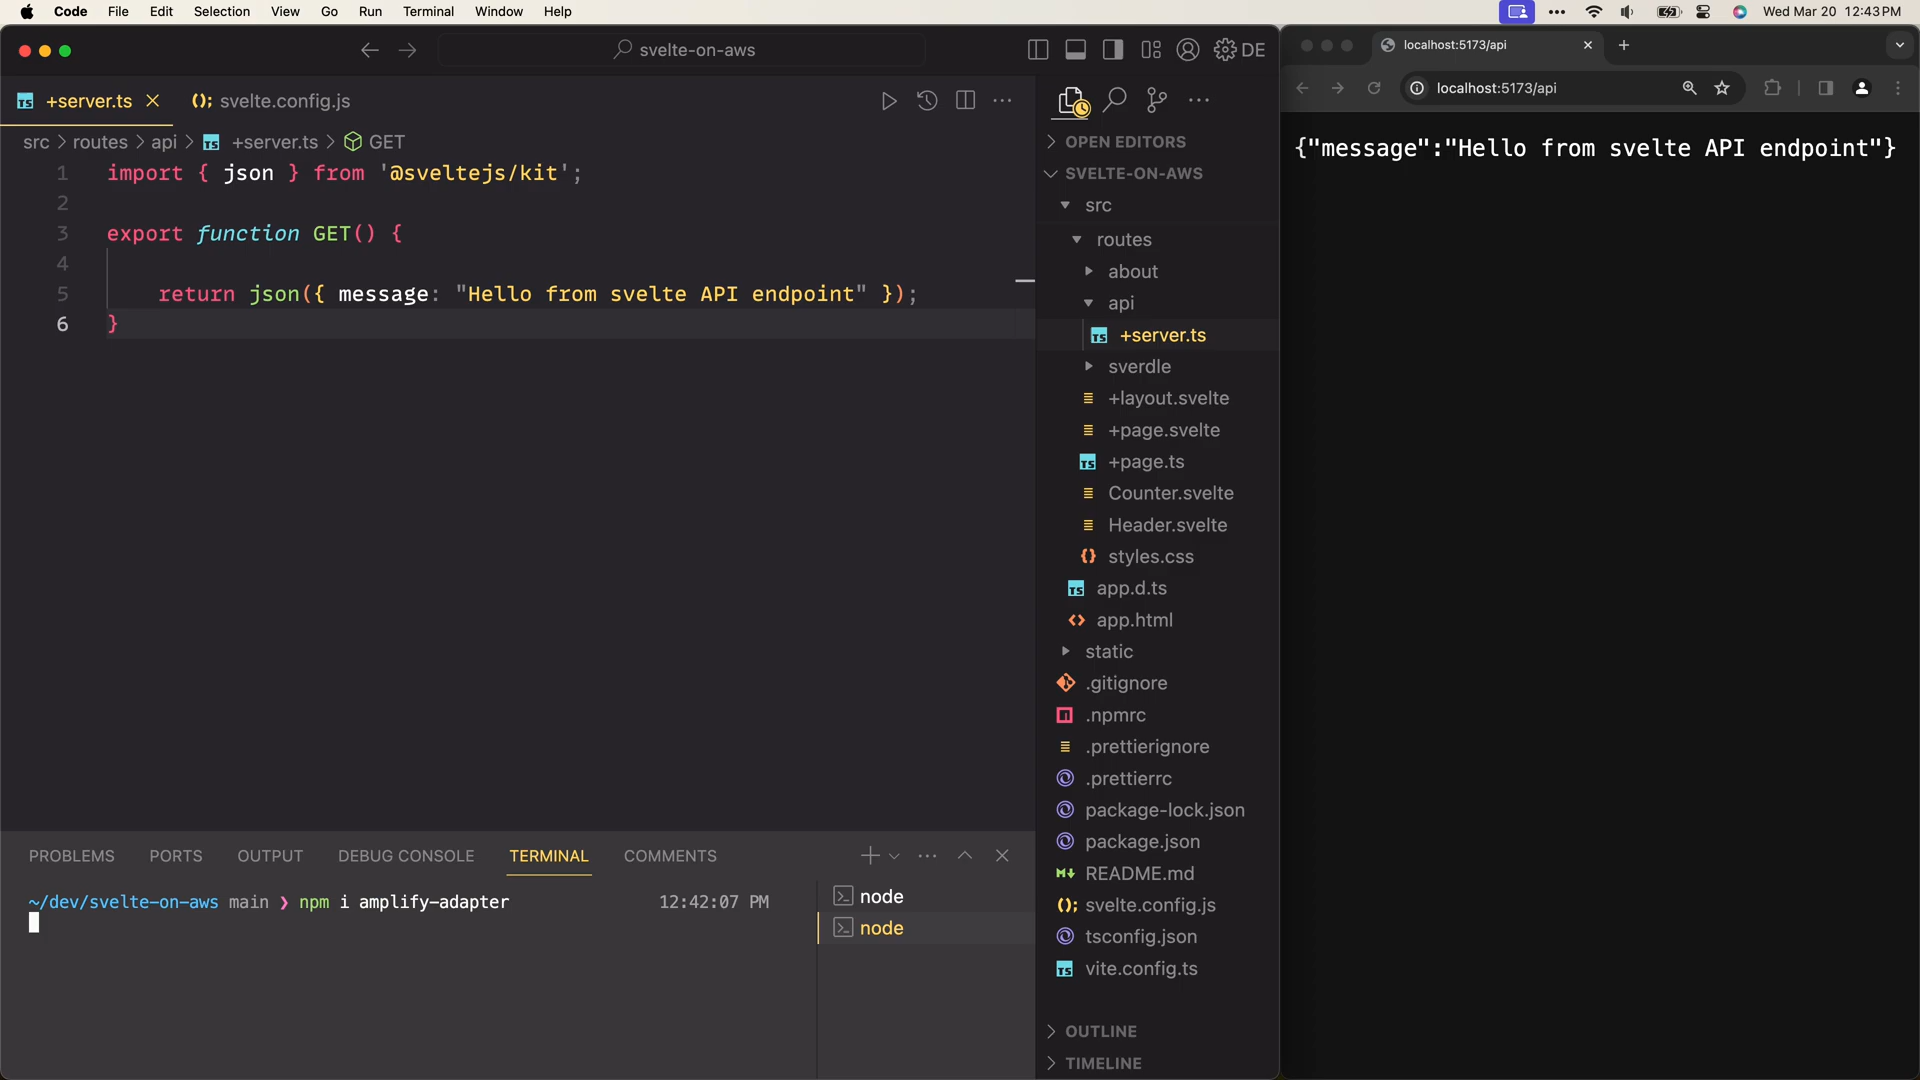 Code File Edit Selection View Go Run Terminal Window Help Wed Mar 20 12:43 PM
svelte-on-aws DE
TS +server.ts (); svelte.config.js
src > routes > api > TS +server.ts > GET
1 import { json } from '@sveltejs/kit';
2
3 export function GET() {
4
5 return json({ message: "Hello from svelte API endpoint" });
6 }
PROBLEMS PORTS OUTPUT DEBUG CONSOLE TERMINAL COMMENTS
~/dev/svelte-on-aws main ❯ npm i amplify-adapter 12:42:07 PM
node
node
OPEN EDITORS
SVELTE-ON-AWS
src
routes
about
api
TS +server.ts
sverdle
+layout.svelte
+page.svelte
TS +page.ts
Counter.svelte
Header.svelte
{} styles.css
TS app.d.ts
<> app.html
static
.gitignore
.npmrc
.prettierignore
.prettierrc
package-lock.json
package.json
M↓ README.md
(); svelte.config.js
tsconfig.json
TS vite.config.ts
OUTLINE
TIMELINE
localhost:5173/api
localhost:5173/api
{"message":"Hello from svelte API endpoint"}